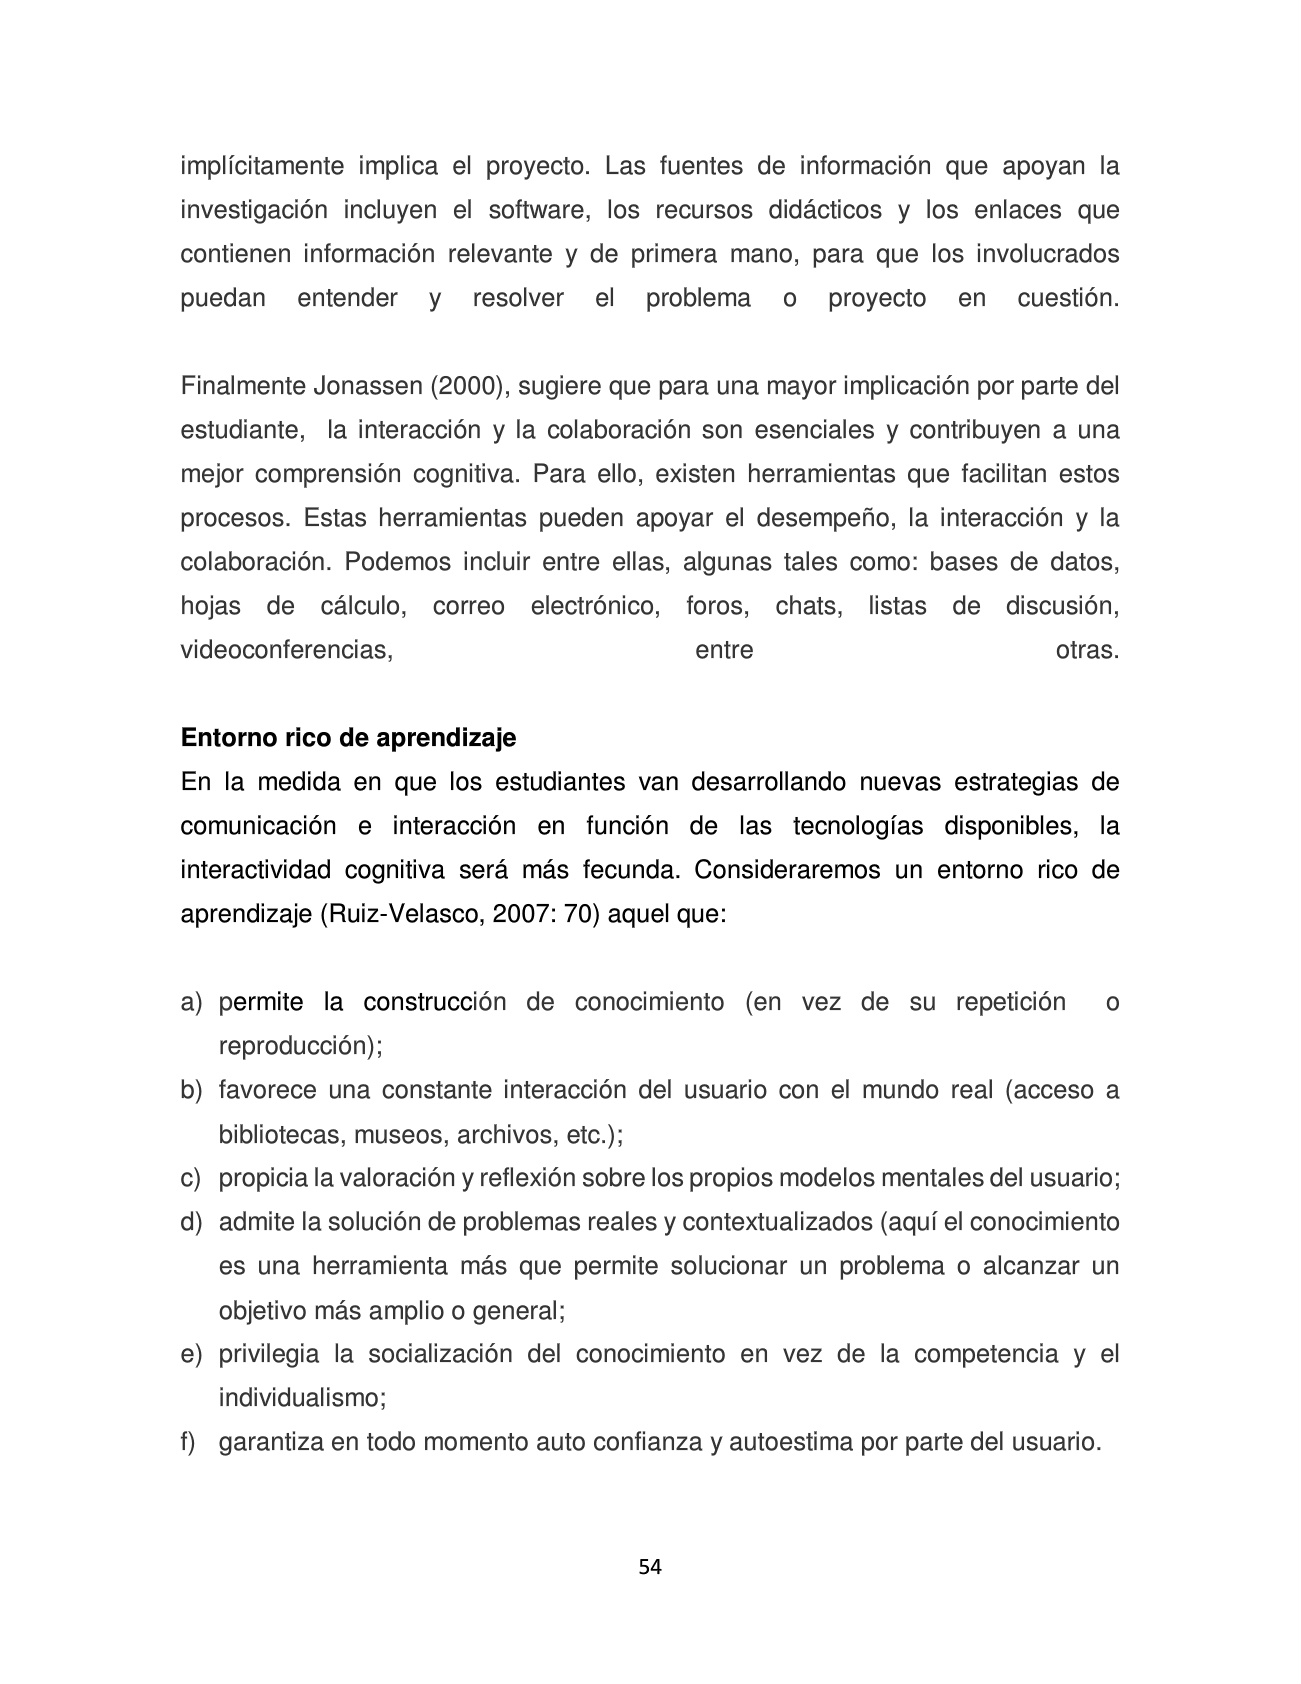 implícitamente implica el proyecto. Las fuentes de información que apoyan la
investigación incluyen el software, los recursos didácticos y los enlaces que
contienen información relevante y de primera mano, para que los involucrados
puedan entender y resolver el problema o proyecto en cuestión.
Finalmente Jonassen (2000), sugiere que para una mayor implicación por parte del
estudiante, la interacción y la colaboración son esenciales y contribuyen a una
mejor comprensión cognitiva. Para ello, existen herramientas que facilitan estos
procesos. Estas herramientas pueden apoyar el desempeño, la interacción y la
colaboración. Podemos incluir entre ellas, algunas tales como: bases de datos,
hojas de cálculo, correo electrónico, foros, chats, listas de discusión,
videoconferencias, entre otras.
Entorno rico de aprendizaje
En la medida en que los estudiantes van desarrollando nuevas estrategias de
comunicación e interacción en función de las tecnologías disponibles, la
interactividad cognitiva será más fecunda. Consideraremos un entorno rico de
aprendizaje (Ruiz-Velasco, 2007: 70) aquel que:
a) permite la construcción de conocimiento (en vez de su repetición o
reproducción);
b) favorece una constante interacción del usuario con el mundo real (acceso a
bibliotecas, museos, archivos, etc.);
c) propicia la valoración y reflexión sobre los propios modelos mentales del usuario;
d) admite la solución de problemas reales y contextualizados (aquí el conocimiento
es una herramienta más que permite solucionar un problema o alcanzar un
objetivo más amplio o general;
e) privilegia la socialización del conocimiento en vez de la competencia y el
individualismo;
f) garantiza en todo momento auto confianza y autoestima por parte del usuario.
54